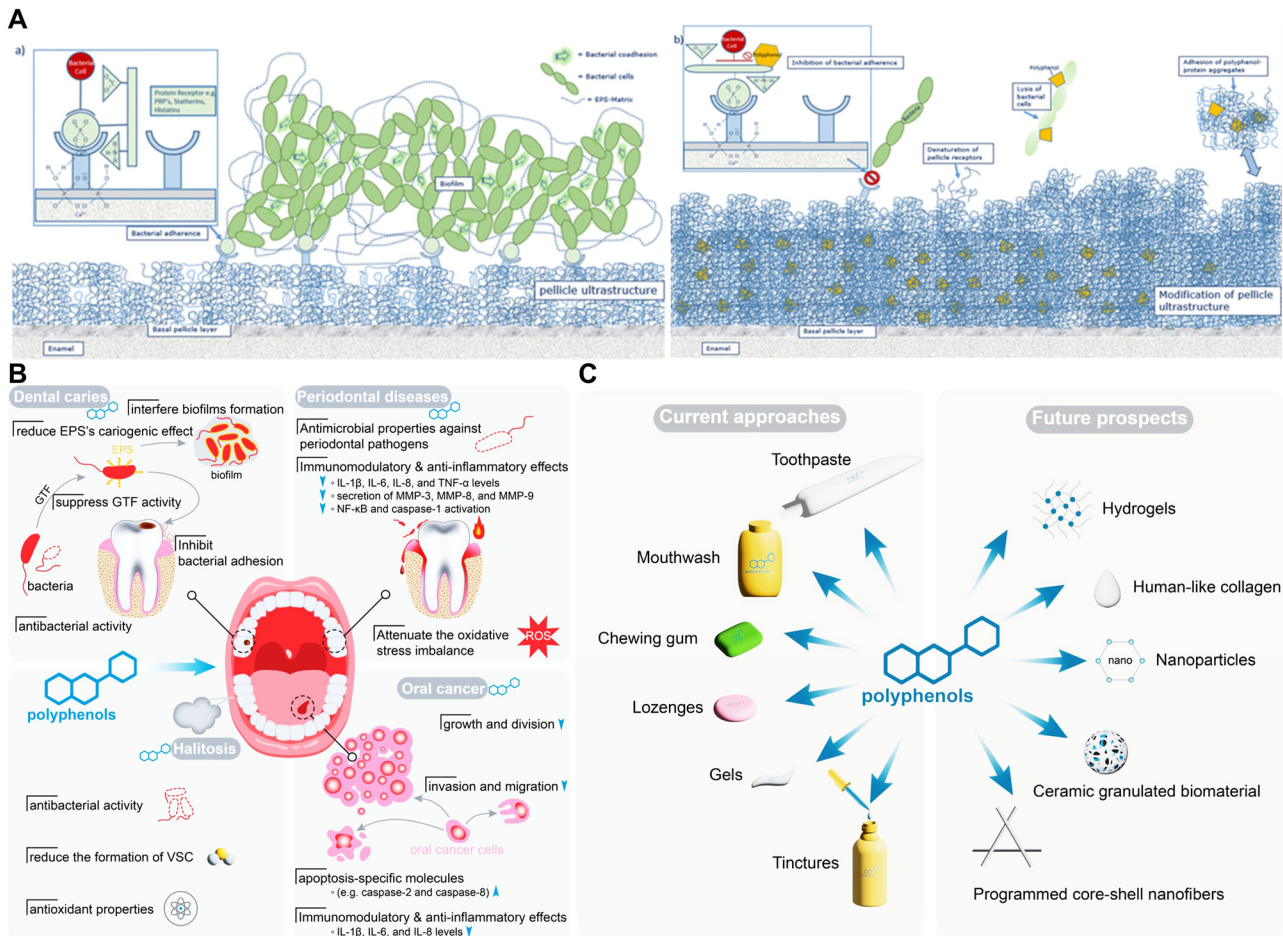 A
a)
Bacterial
Cell
Protein Receptor e.g
PRP's, Statherins,
Histatins
Ca²⁺
= Bacterial coadhesion
= Bacterial cells
= EPS-Matrix
Biofilm
Bacterial adherence
pellicle ultrastructure
Basal pellicle layer
Enamel
b)
Bacterial
Cell
Polyphenol
Inhibition of bacterial adherence
Ca²⁺
Bacteria
Denaturation of
pellicle receptors
Polyphenol
Lysis of
bacterial
cells
Adhesion of polyphenol-
protein aggregates
Modification of pellicle
ultrastructure
Basal pellicle layer
Enamel
B
Dental caries
interfere biofilms formation
reduce EPS's cariogenic effect
EPS
biofilm
GTF
suppress GTF activity
Inhibit
bacterial adhesion
bacteria
antibacterial activity
Periodontal diseases
Antimicrobial properties against
periodontal pathogens
Immunomodulatory & anti-inflammatory effects
◦ IL-1β, IL-6, IL-8, and TNF-α levels
◦ secretion of MMP-3, MMP-8, and MMP-9
◦ NF-κB and caspase-1 activation
Attenuate the oxidative
stress imbalance
ROS
polyphenols
Halitosis
antibacterial activity
reduce the formation of VSC
antioxidant properties
Oral cancer
growth and division
invasion and migration
oral cancer cells
apoptosis-specific molecules
◦ (e.g. caspase-2 and caspase-8)
Immunomodulatory & anti-inflammatory effects
◦ IL-1β, IL-6, and IL-8 levels
C
Current approaches
Toothpaste
Mouthwash
polyphenols
Chewing gum
Lozenges
Gels
Tinctures
polyphenols
Future prospects
Hydrogels
Human-like collagen
nano
Nanoparticles
Ceramic granulated biomaterial
Programmed core-shell nanofibers